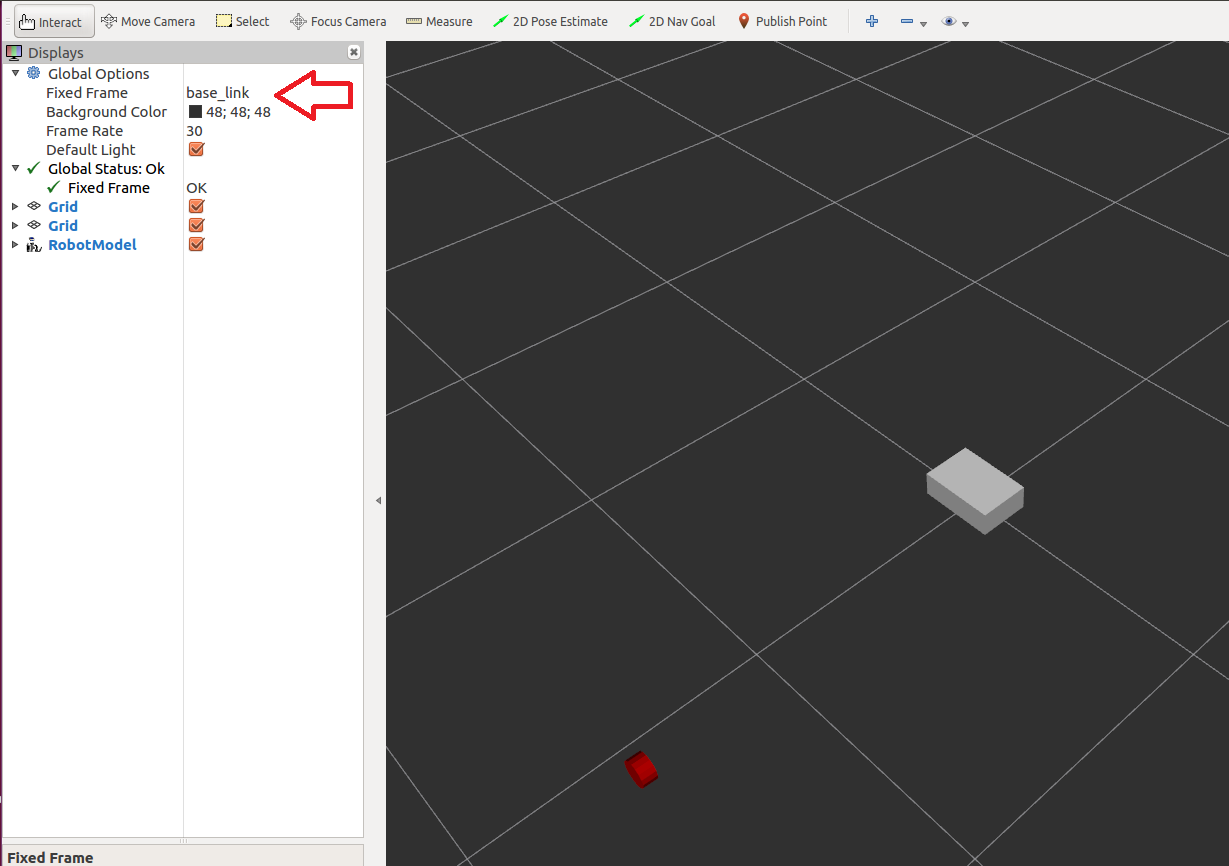 Interact Move Camera Select Focus Camera Measure 2D Pose Estimate 2D Nav Goal Publish Point
Displays
Global Options
Fixed Frame base_link
Background Color 48; 48; 48
Frame Rate 30
Default Light
Global Status: Ok
Fixed Frame OK
Grid
Grid
RobotModel
Fixed Frame